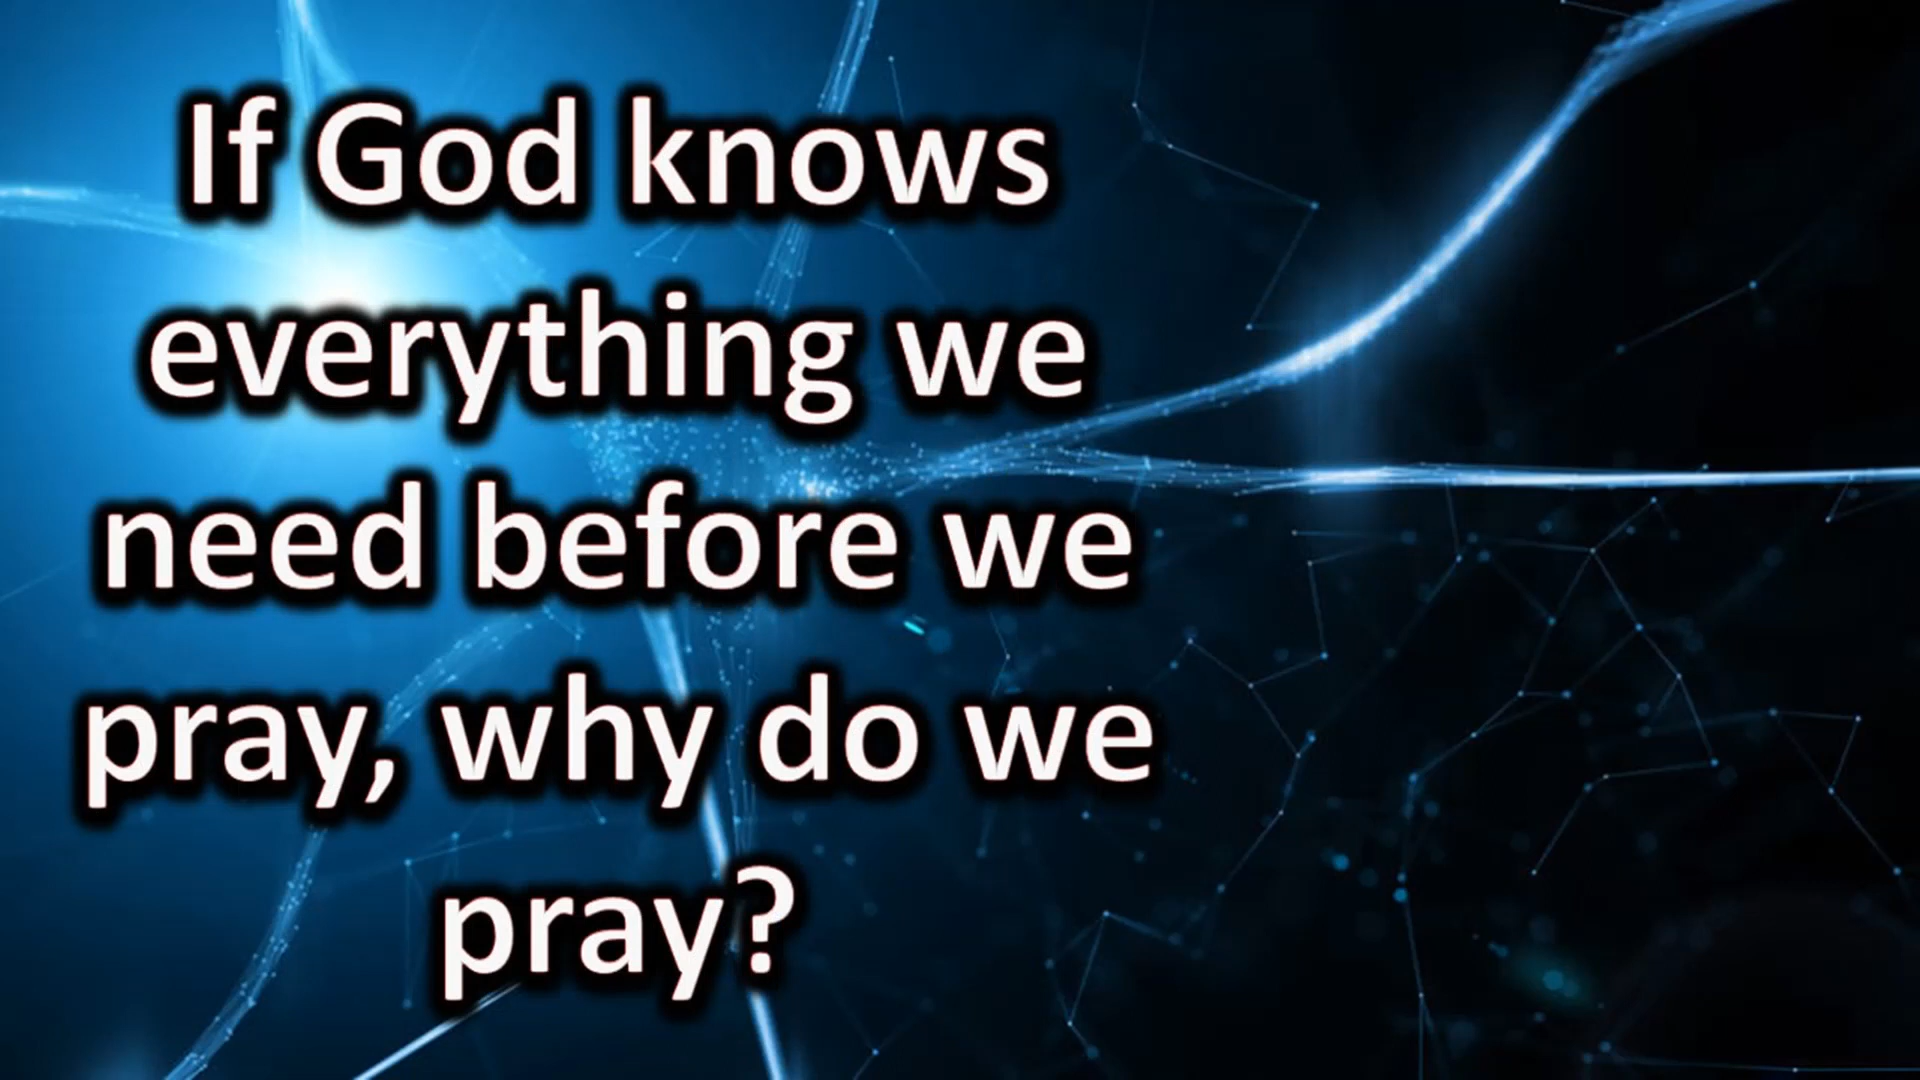 If God knows
everything we
need before we
pray, why do we
pray?